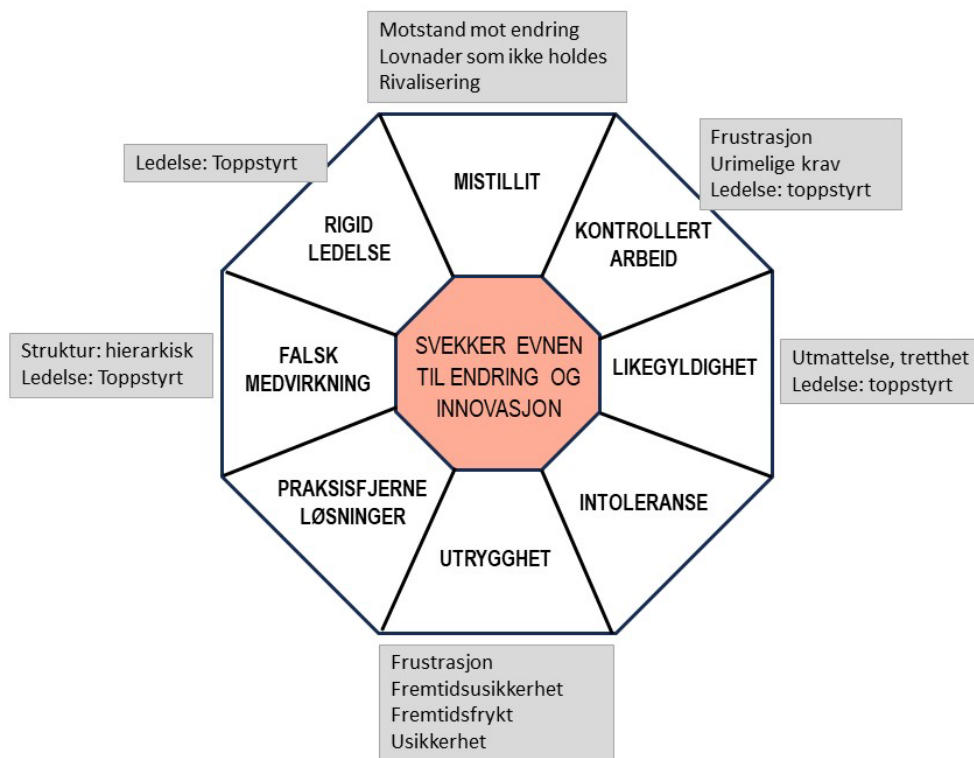 Motstand mot endring
Lovnader som ikke holdes
Rivalisering
Frustrasjon
Urimelige krav
Ledelse: toppstyrt
Ledelse: Toppstyrt
MISTILLIT
RIGID
LEDELSE
KONTROLLERT
ARBEID
Struktur: hierarkisk
Ledelse: Toppstyrt
FALSK
MEDVIRKNING
SVEKKER EVNEN
TIL ENDRING OG
INNOVASJON
LIKEGYLDIGHET
Utmattelse, tretthet
Ledelse: toppstyrt
PRAKSISFJERNE
LØSNINGER
INTOLERANSE
UTRYGGHET
Frustrasjon
Fremtidsusikkerhet
Fremtidsfrykt
Usikkerhet